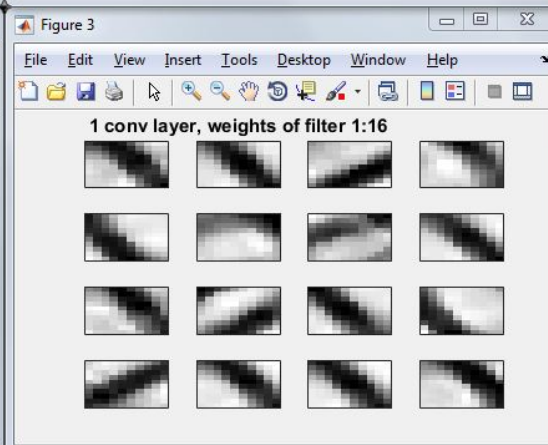 Figure 3
File Edit View Insert Tools Desktop Window Help
1 conv layer, weights of filter 1:16